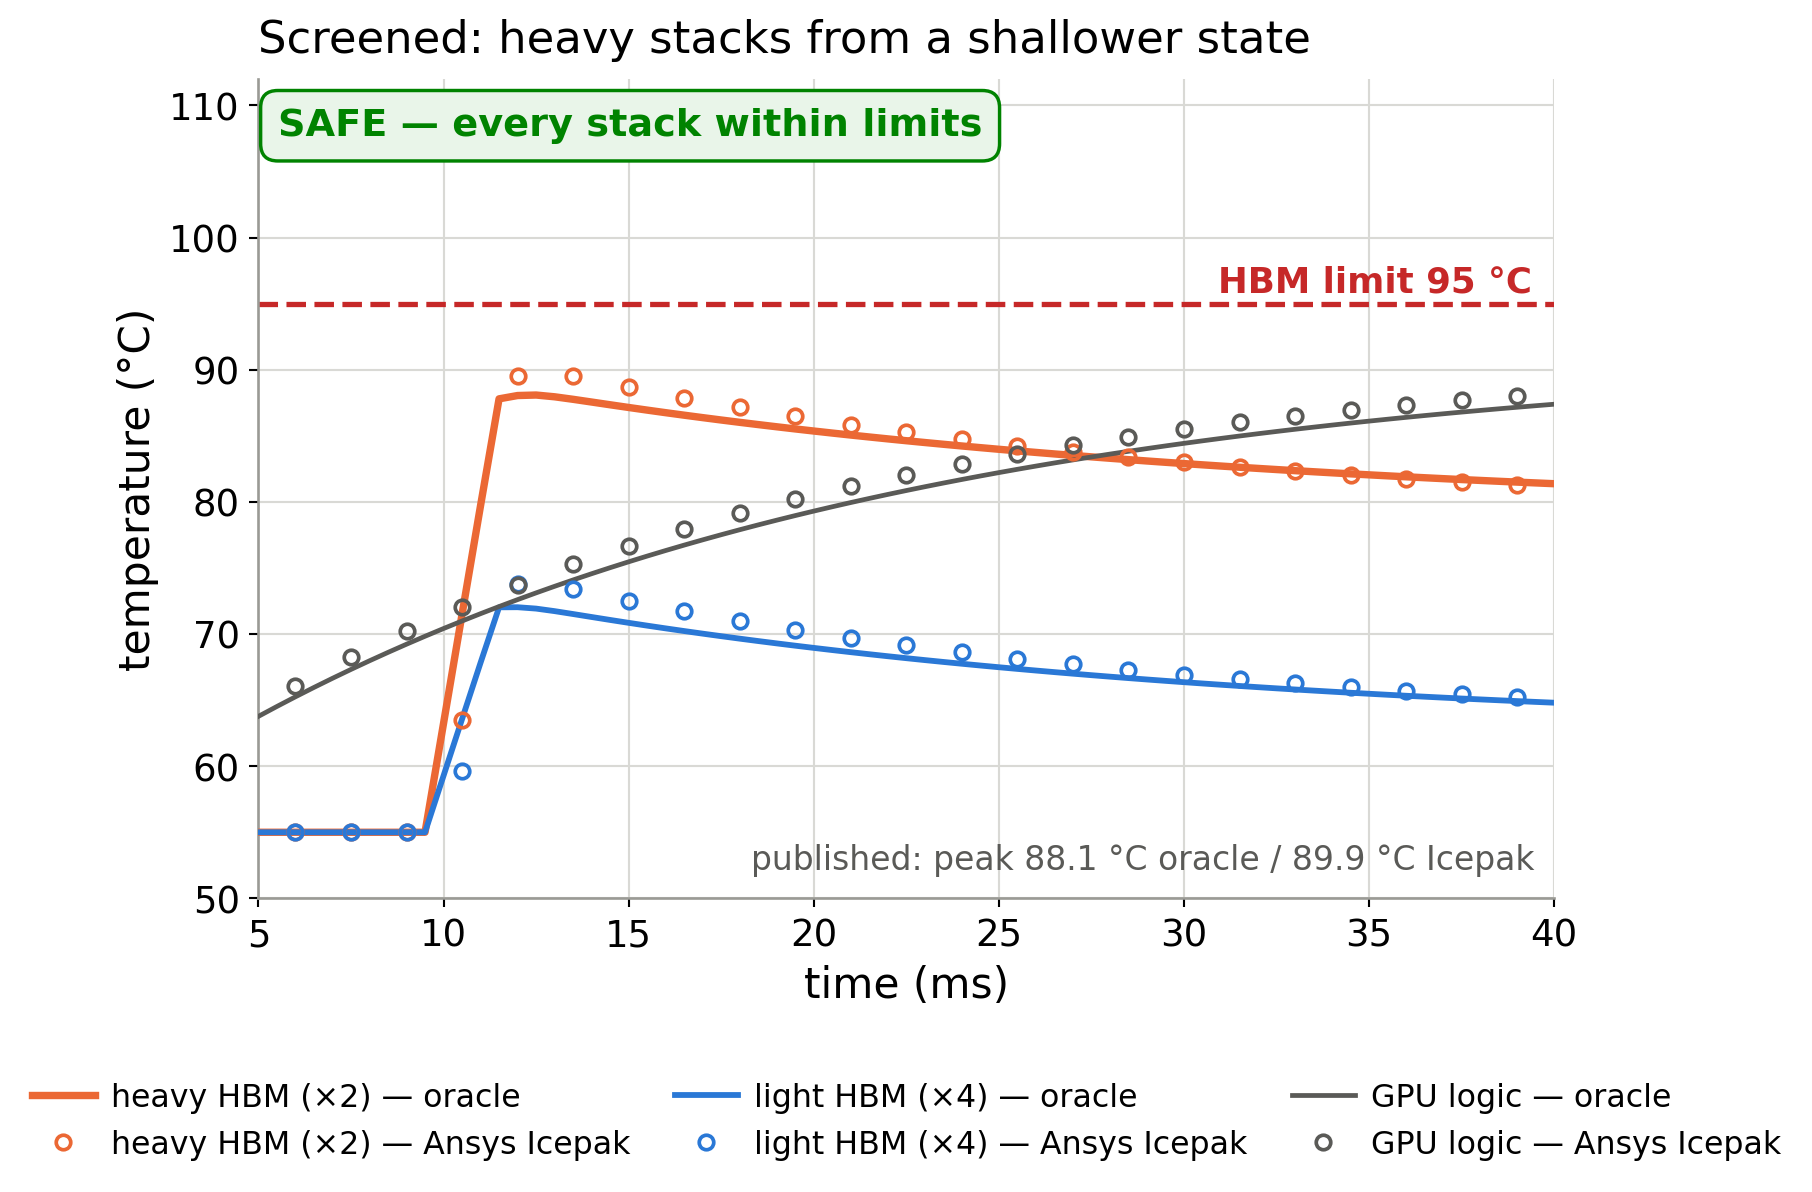 Screened: heavy stacks from a shallower state
SAFE — every stack within limits
HBM limit 95 °C
published: peak 88.1 °C oracle / 89.9 °C Icepak
temperature (°C)
110
100
90
80
70
60
50
5 10 15 20 25 30 35 40
time (ms)
heavy HBM (×2) — oracle
heavy HBM (×2) — Ansys Icepak
light HBM (×4) — oracle
light HBM (×4) — Ansys Icepak
GPU logic — oracle
GPU logic — Ansys Icepak